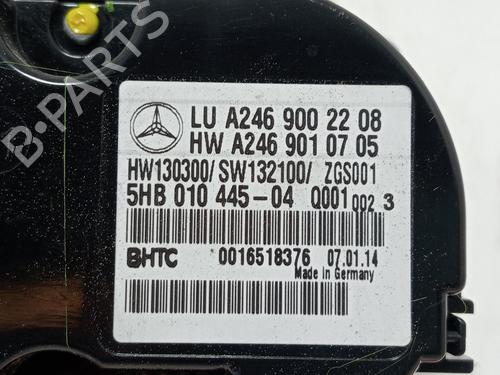 B-PARTS
LU A246 900 22 08
HW A246 901 07 05
HW130300/SW132100/ ZGS001
5HB 010 445-04 Q001 002 3
BHTC 0016518376 07.01.14
Made in Germany